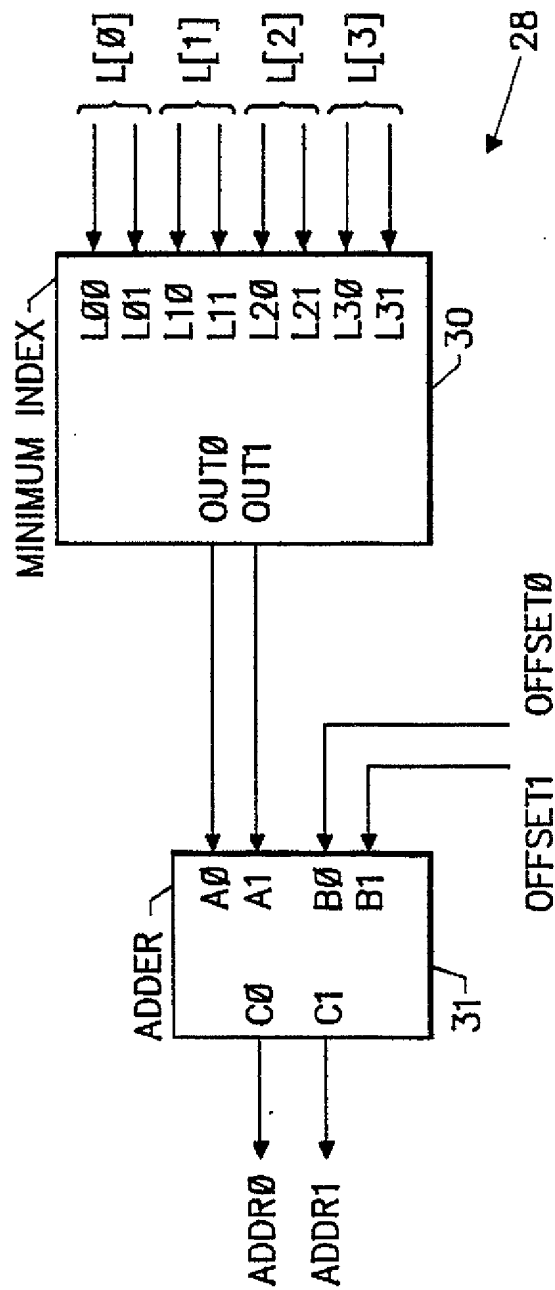 MINIMUM INDEX
LØØ
LØ1
L1Ø
L11
L2Ø
L21
L3Ø
L31
L[Ø]
L[1]
L[2]
L[3]
OUTØ
OUT1
30
28
ADDER
AØ
A1
BØ
B1
CØ
C1
31
ADDRØ
ADDR1
OFFSET1
OFFSETØ